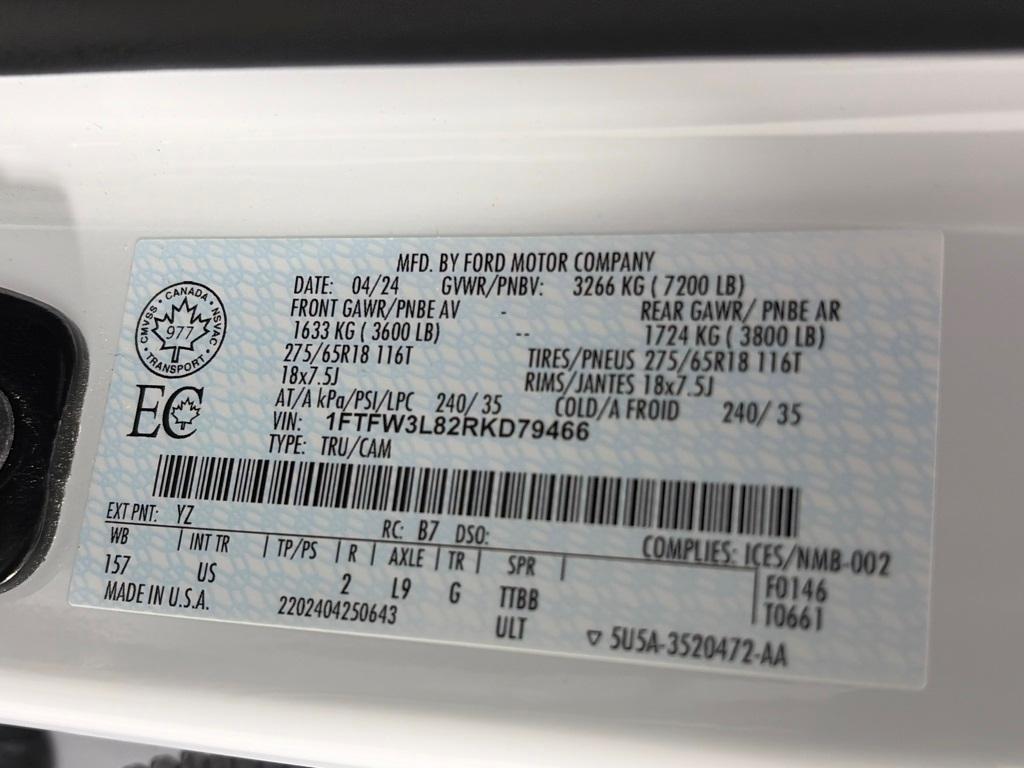 MFD. BY FORD MOTOR COMPANY
DATE: 04/24 GVWR/PNBV: 3266 KG ( 7200 LB)
FRONT GAWR/PNBE AV - REAR GAWR/ PNBE AR
1633 KG ( 3600 LB) -- 1724 KG ( 3800 LB)
275/65R18 116T TIRES/PNEUS 275/65R18 116T
18x7.5J RIMS/JANTES 18x7.5J
AT/A kPa/PSI/LPC 240/ 35 COLD/A FROID 240/ 35
VIN: 1FTFW3L82RKD79466
TYPE: TRU/CAM
CANADA
CMVSS · NSVAC
977
TRANSPORT
EC
EXT PNT: YZ RC: B7 DSO:
COMPLIES: ICES/NMB-002
WB | INT TR | TP/PS | R | AXLE | TR | SPR |
157 US 2 L9 G TTBB F0146
MADE IN U.S.A. 2202404250643 ULT T0661
▽ 5U5A-3520472-AA